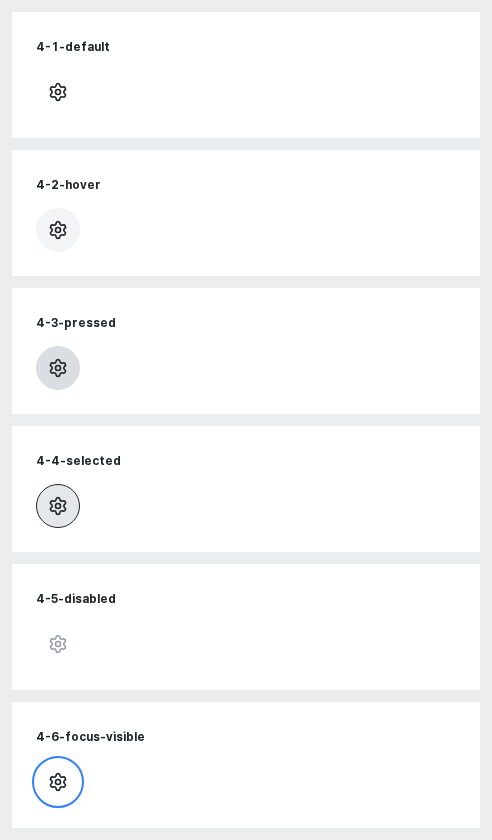 4-1-default
4-2-hover
4-3-pressed
4-4-selected
4-5-disabled
4-6-focus-visible